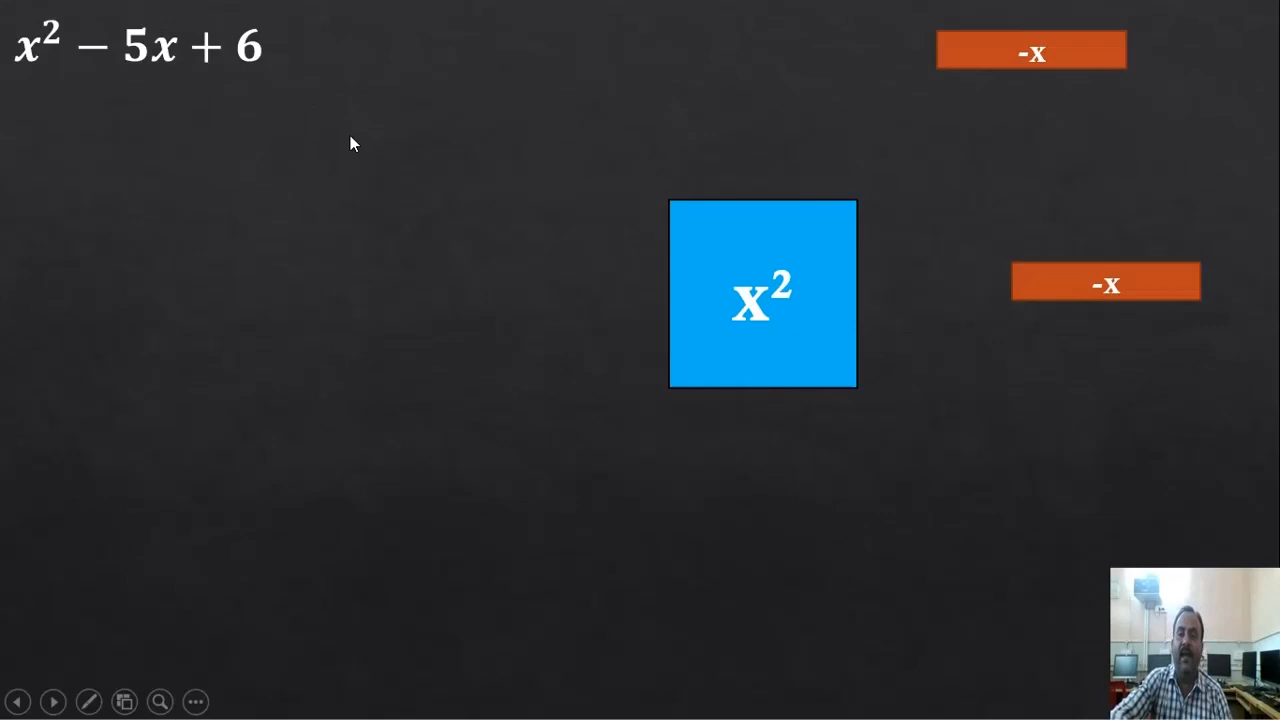 x² − 5x + 6
-x
x²
-x